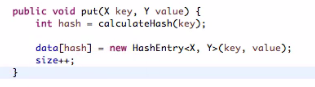 public void put(X key, Y value) {
int hash = calculateHash(key);
data[hash] = new HashEntry<X, Y>(key, value);
size++;
}